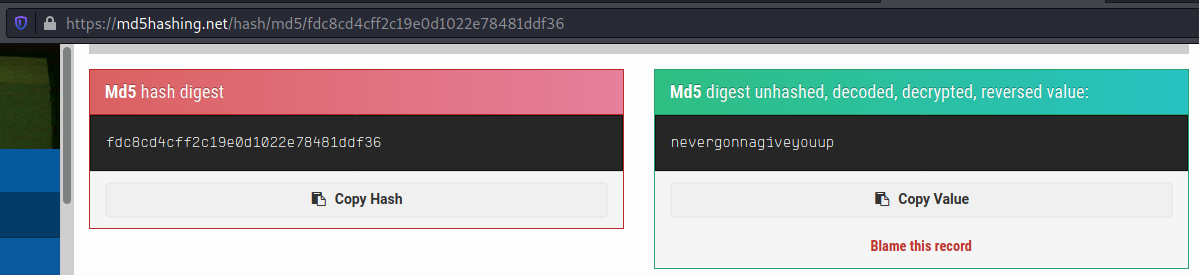 https://md5hashing.net/hash/md5/fdc8cd4cff2c19e0d1022e78481ddf36
Md5 hash digest
fdc8cd4cff2c19e0d1022e78481ddf36
Copy Hash
Md5 digest unhashed, decoded, decrypted, reversed value:
nevergonnagiveyouup
Copy Value
Blame this record